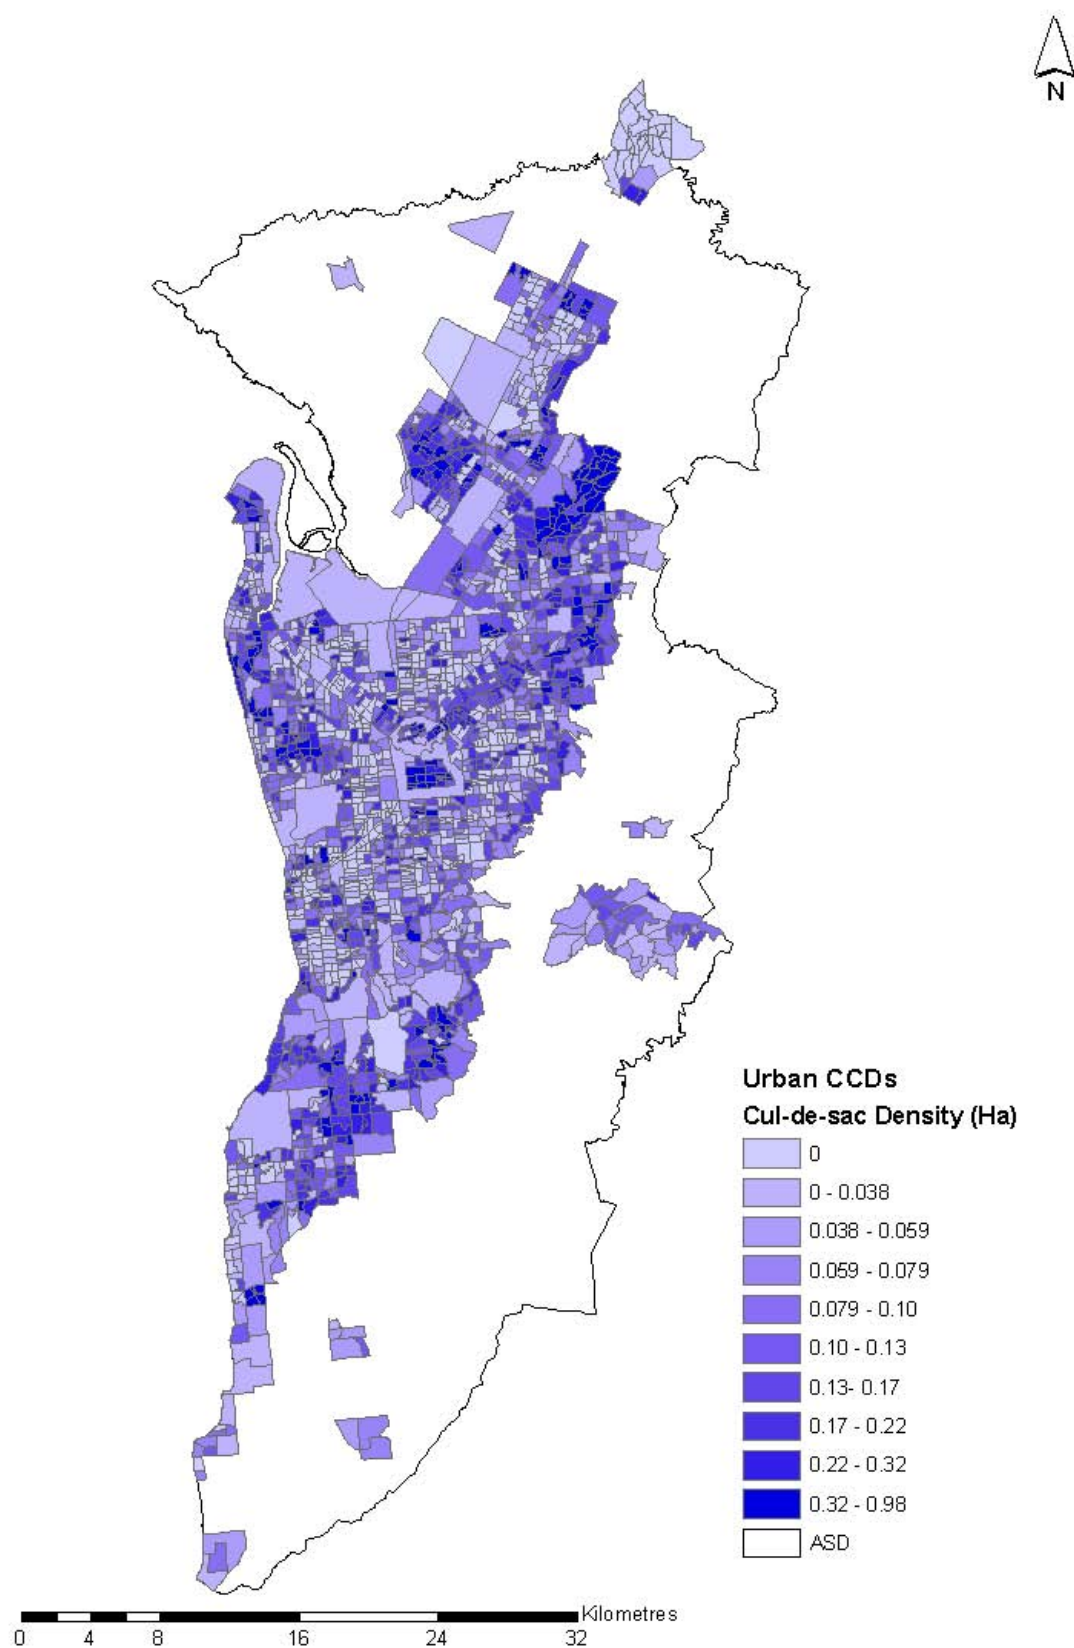 N
Urban CCDs
Cul-de-sac Density (Ha)
0
0 - 0.038
0.038 - 0.059
0.059 - 0.079
0.079 - 0.10
0.10 - 0.13
0.13- 0.17
0.17 - 0.22
0.22 - 0.32
0.32 - 0.98
ASD
Kilometres
0 4 8 16 24 32